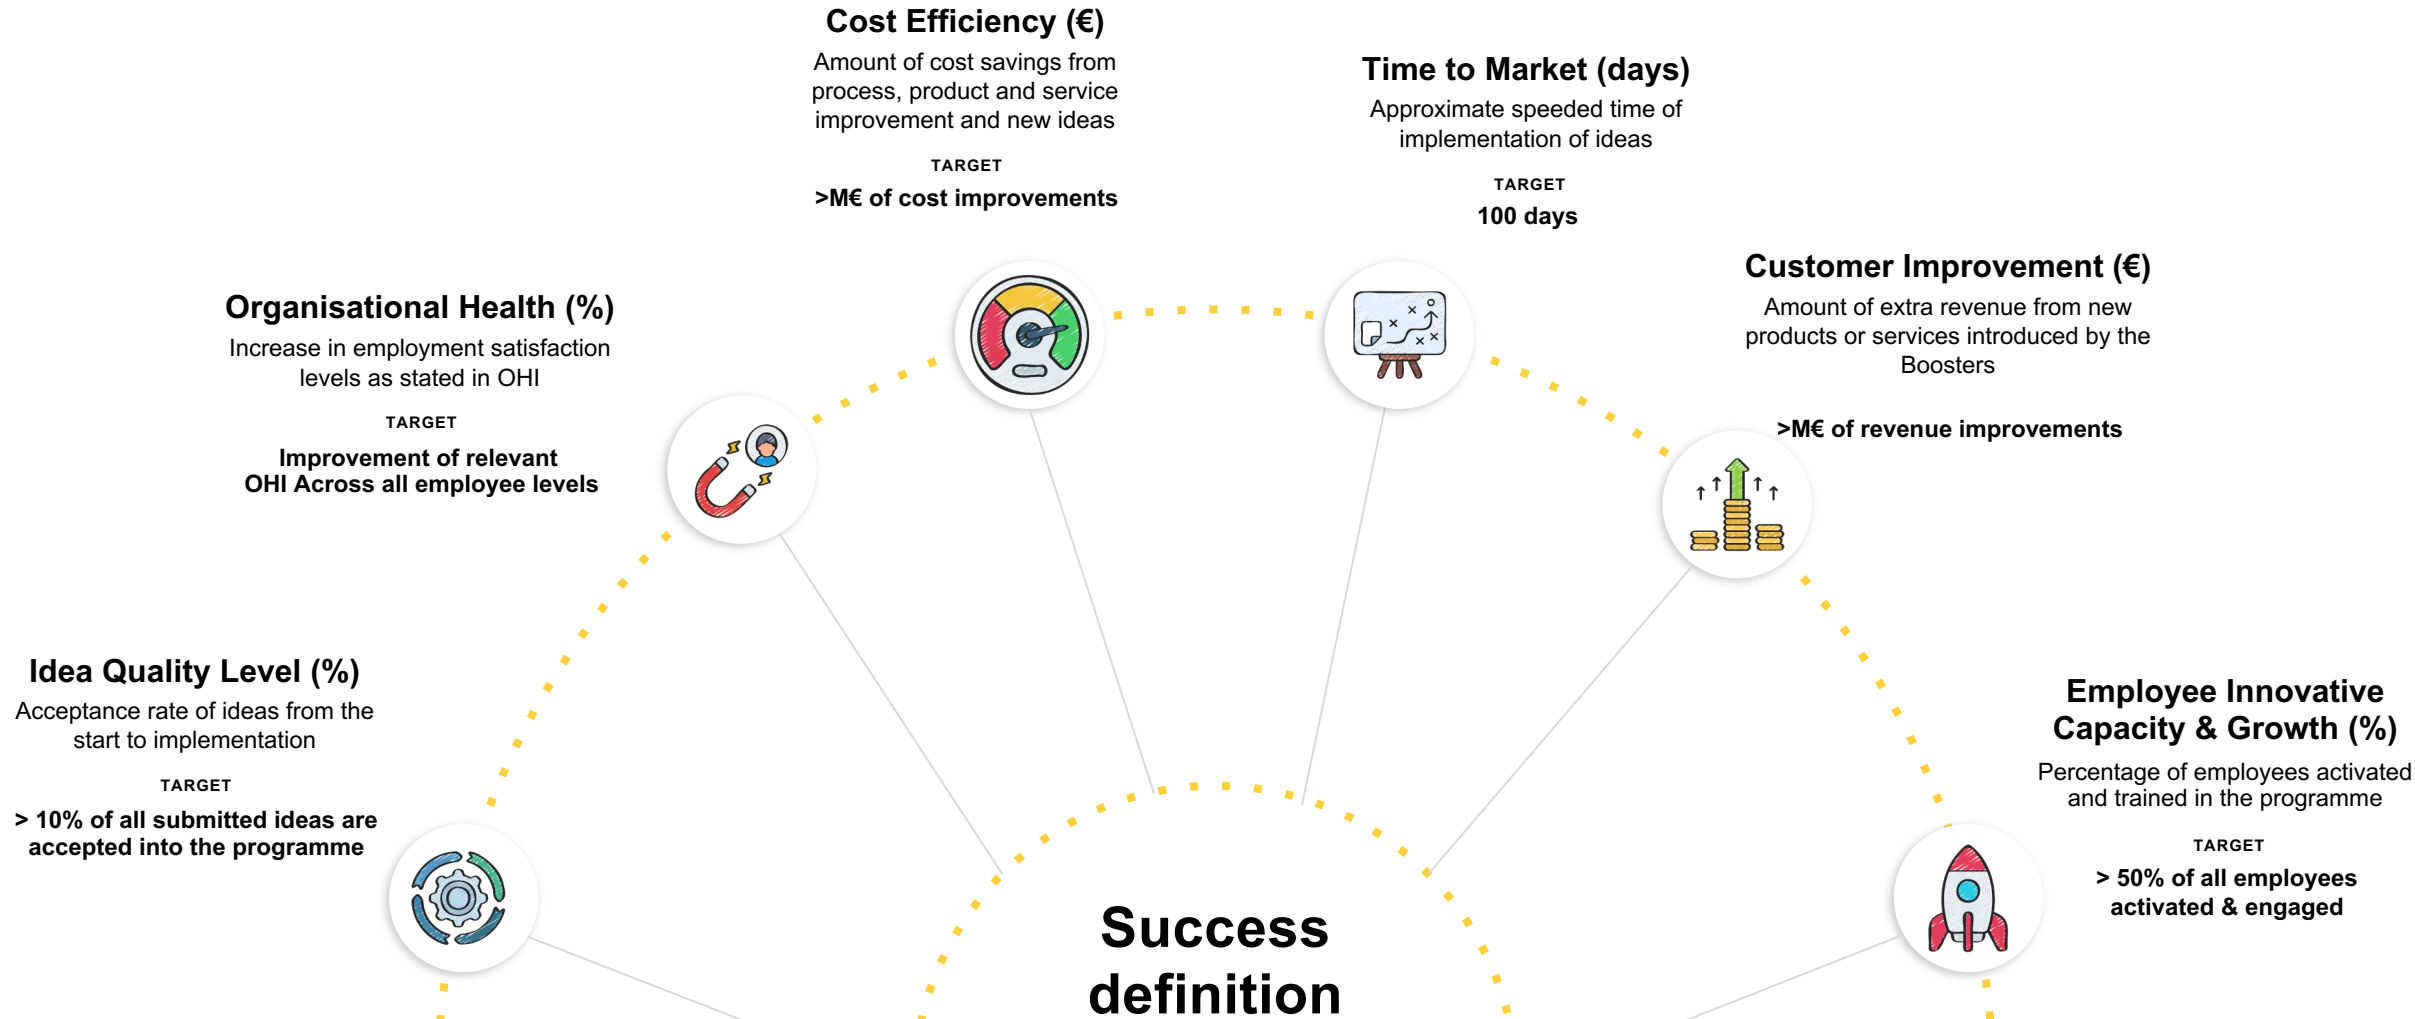 Cost Efficiency (€)
Amount of cost savings from
process, product and service
improvement and new ideas
TARGET
>M€ of cost improvements
Time to Market (days)
Approximate speeded time of
implementation of ideas
TARGET
100 days
Organisational Health (%)
Increase in employment satisfaction
levels as stated in OHI
TARGET
Improvement of relevant
OHI Across all employee levels
Customer Improvement (€)
Amount of extra revenue from new
products or services introduced by the
Boosters
>M€ of revenue improvements
Idea Quality Level (%)
Acceptance rate of ideas from the
start to implementation
TARGET
> 10% of all submitted ideas are
accepted into the programme
Employee Innovative
Capacity & Growth (%)
Percentage of employees activated
and trained in the programme
TARGET
> 50% of all employees
activated & engaged
Success
definition